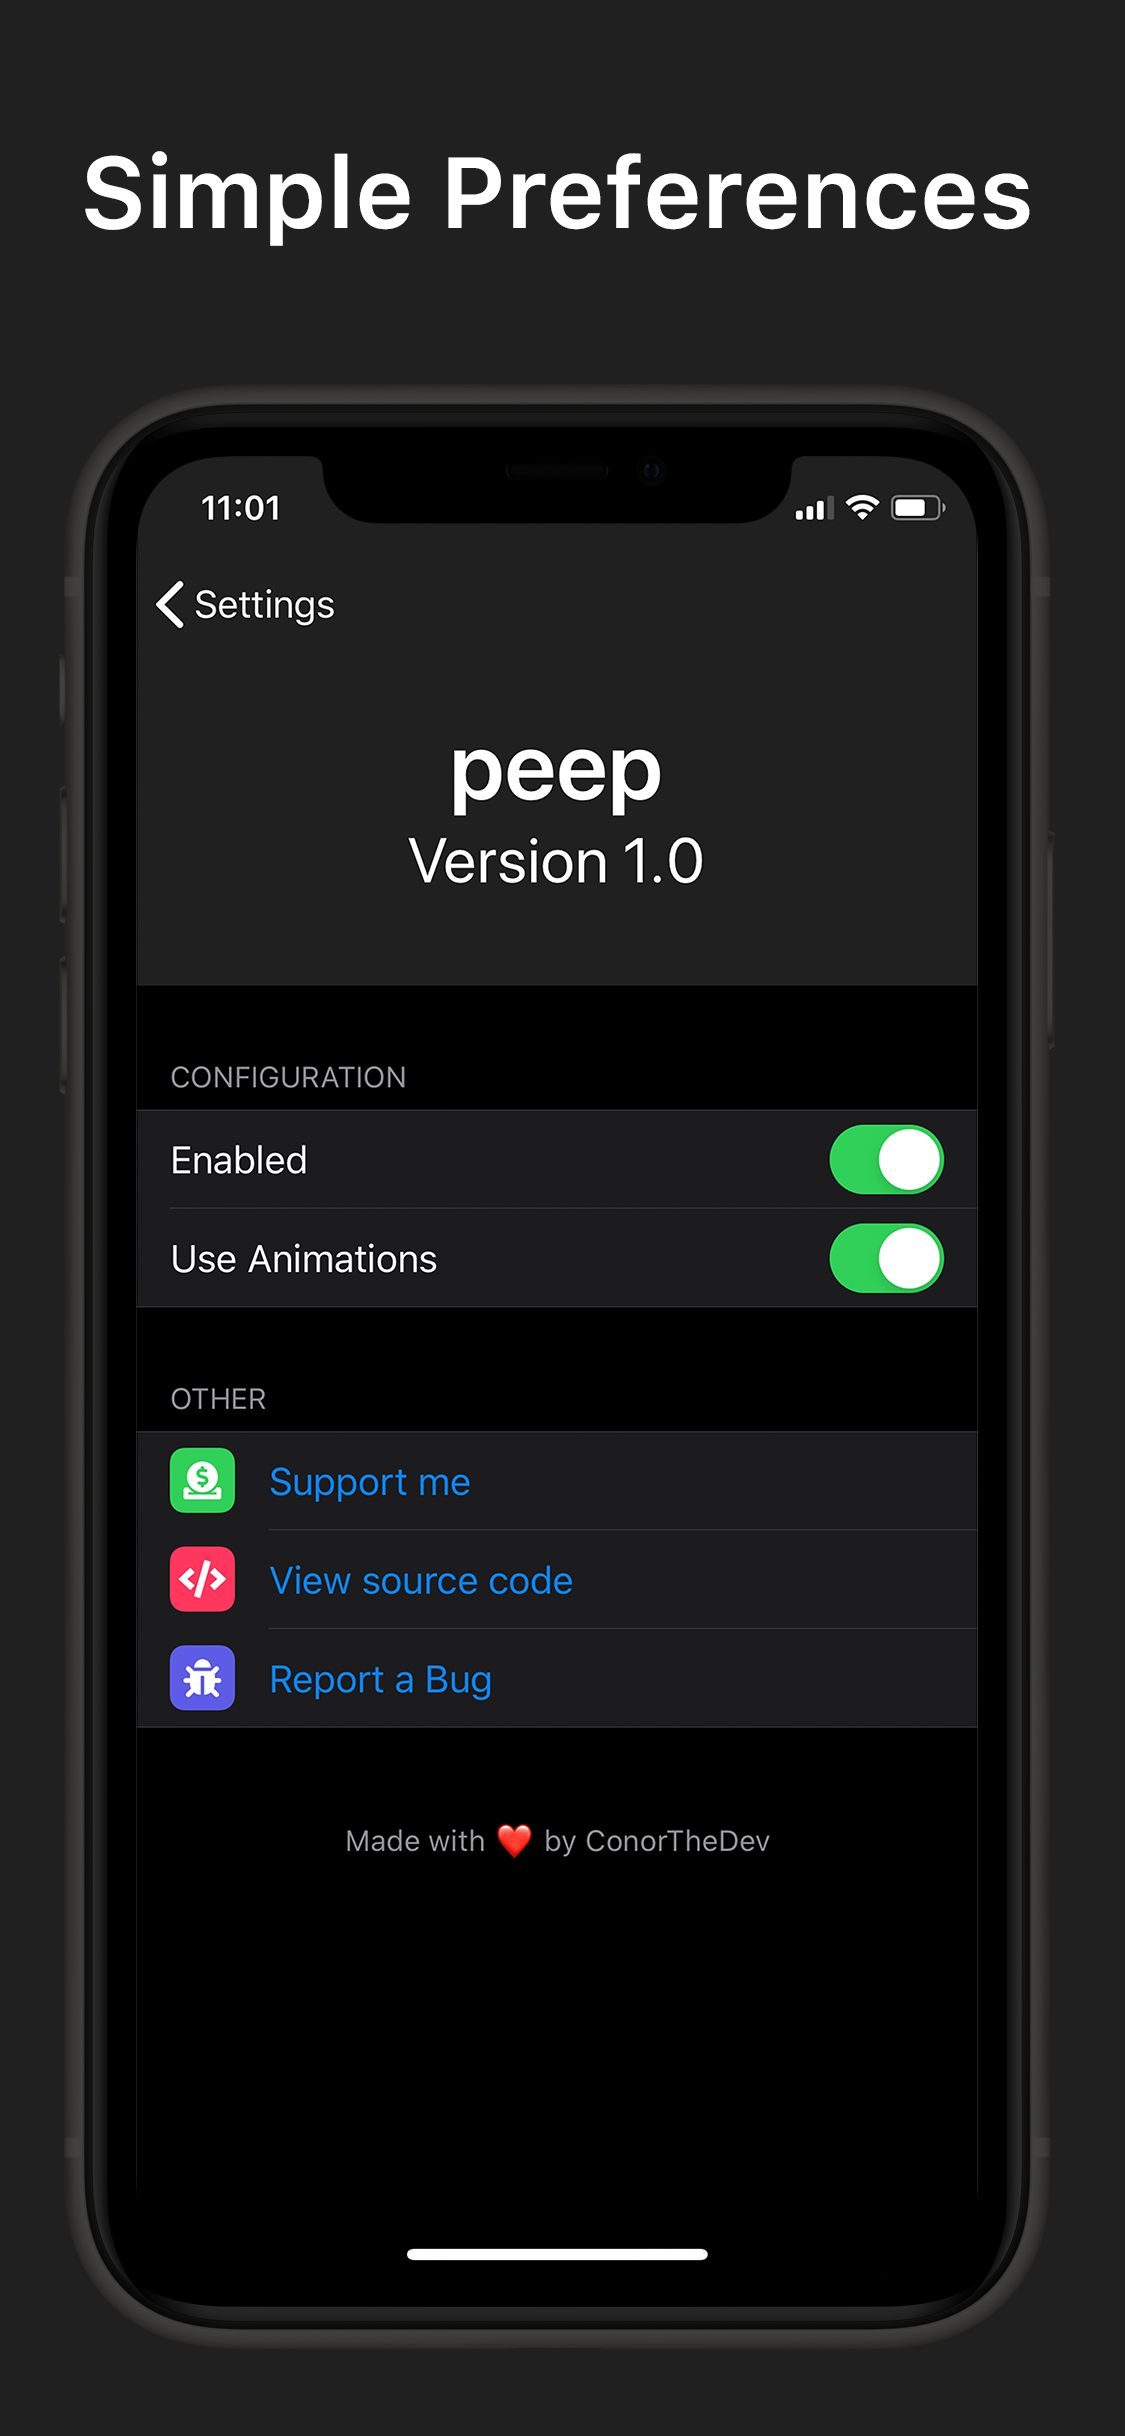 Simple Preferences
11:01
Settings
peep
Version 1.0
CONFIGURATION
Enabled
Use Animations
OTHER
$
Support me
</>
View source code
Report a Bug
Made with ❤️ by ConorTheDev